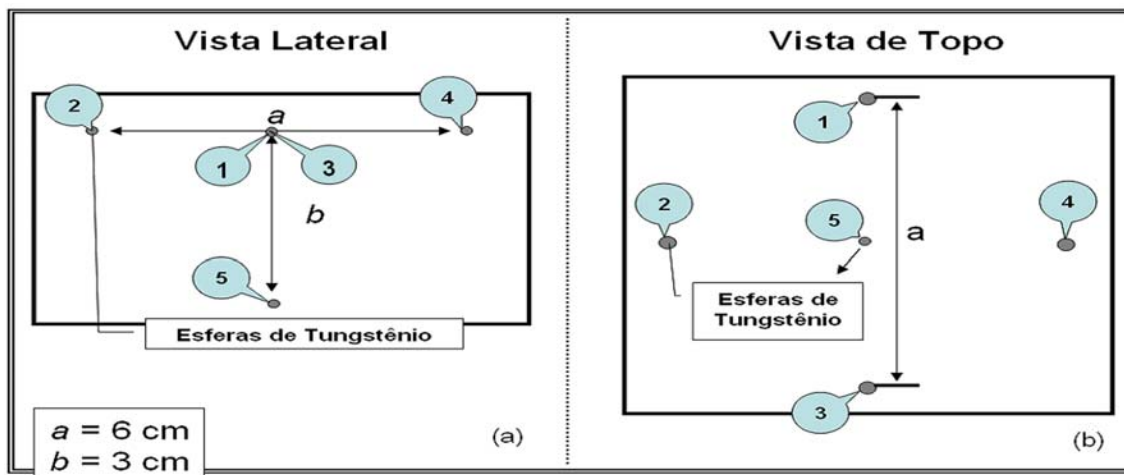 Vista Lateral
2
4
a
1
3
b
5
Esferas de Tungstênio
a = 6 cm
b = 3 cm
(a)
Vista de Topo
1
2
4
5
a
Esferas de
Tungstênio
3
(b)